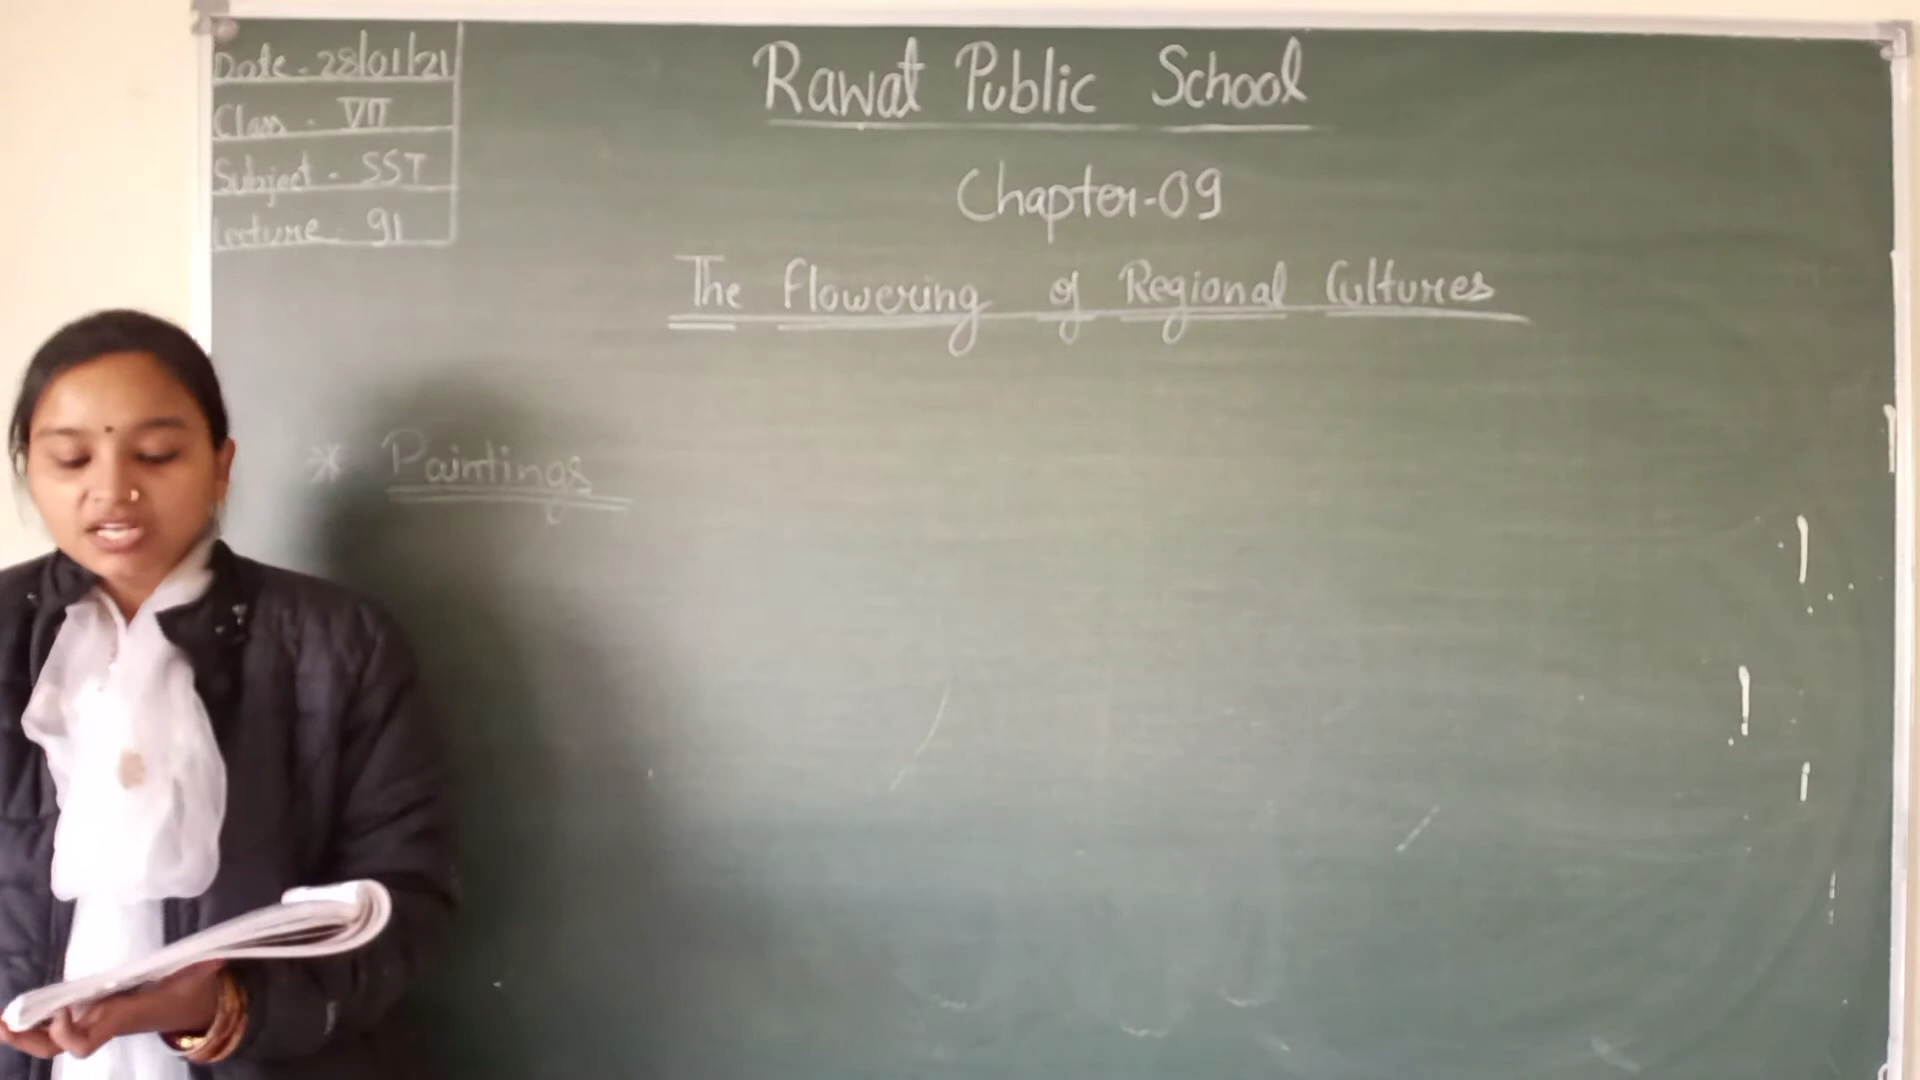 Date - 28/01/21
Class - VII
Subject - SST
Lecture - 91
Rawat Public School
Chapter-09
The Flowering of Regional Cultures
* Paintings